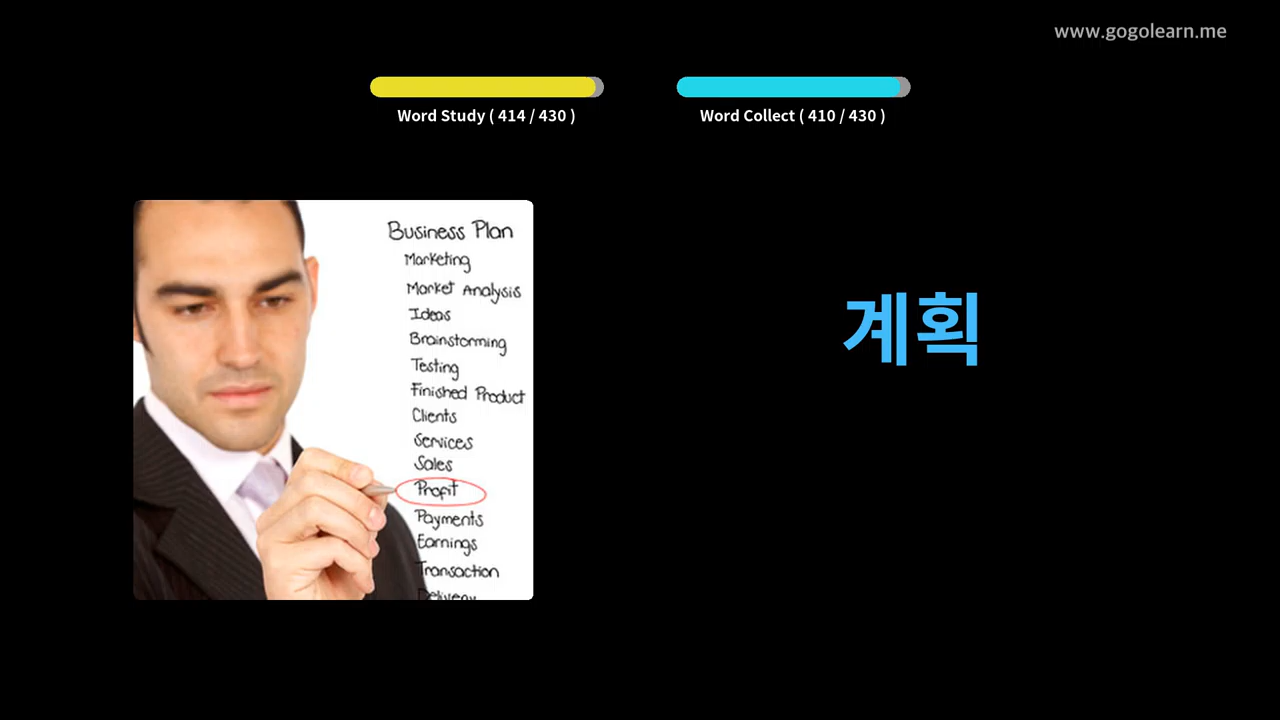 www.gogolearn.me
Word Study ( 414 / 430 )
Word Collect ( 410 / 430 )
Business Plan
Marketing
Market Analysis
Ideas
Brainstorming
Testing
Finished Product
Clients
Services
Sales
Profit
Payments
Earnings
Transaction
Delivery
계획